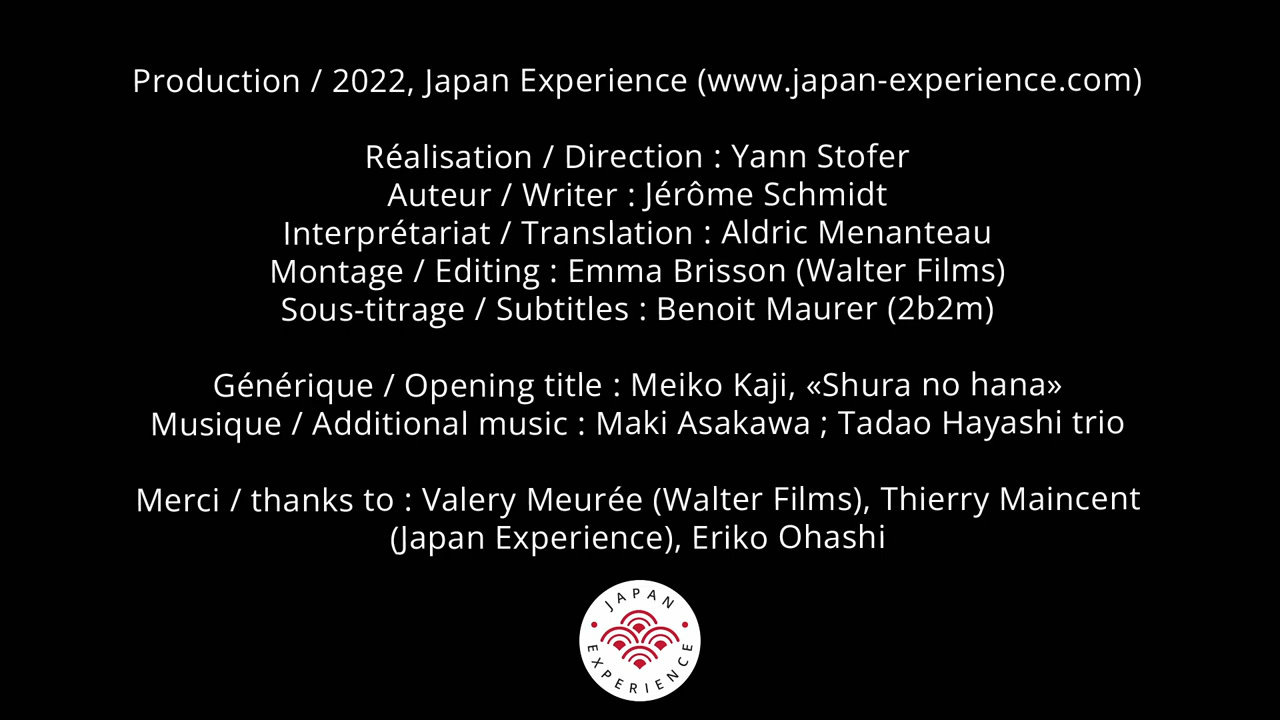 Production / 2022, Japan Experience (www.japan-experience.com)
Réalisation / Direction : Yann Stofer
Auteur / Writer : Jérôme Schmidt
Interprétariat / Translation : Aldric Menanteau
Montage / Editing : Emma Brisson (Walter Films)
Sous-titrage / Subtitles : Benoit Maurer (2b2m)
Générique / Opening title : Meiko Kaji, «Shura no hana»
Musique / Additional music : Maki Asakawa ; Tadao Hayashi trio
Merci / thanks to : Valery Meurée (Walter Films), Thierry Maincent
(Japan Experience), Eriko Ohashi
JAPAN
EXPERIENCE